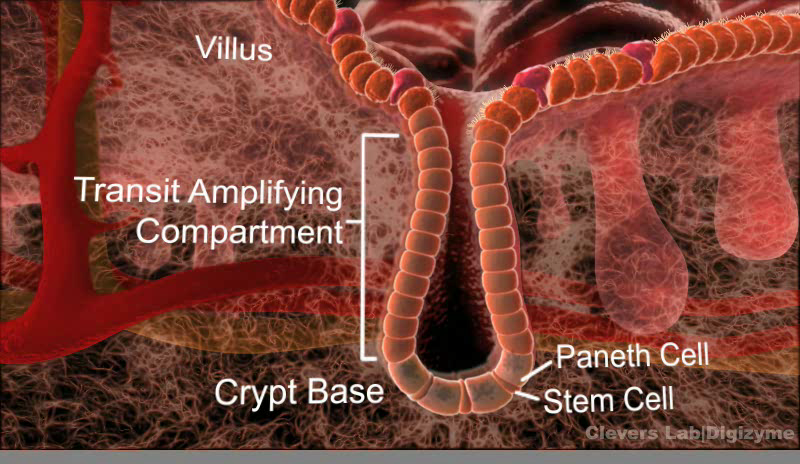 Villus
Transit Amplifying
Compartment
Crypt Base
Paneth Cell
Stem Cell
Clevers Lab|Digizyme